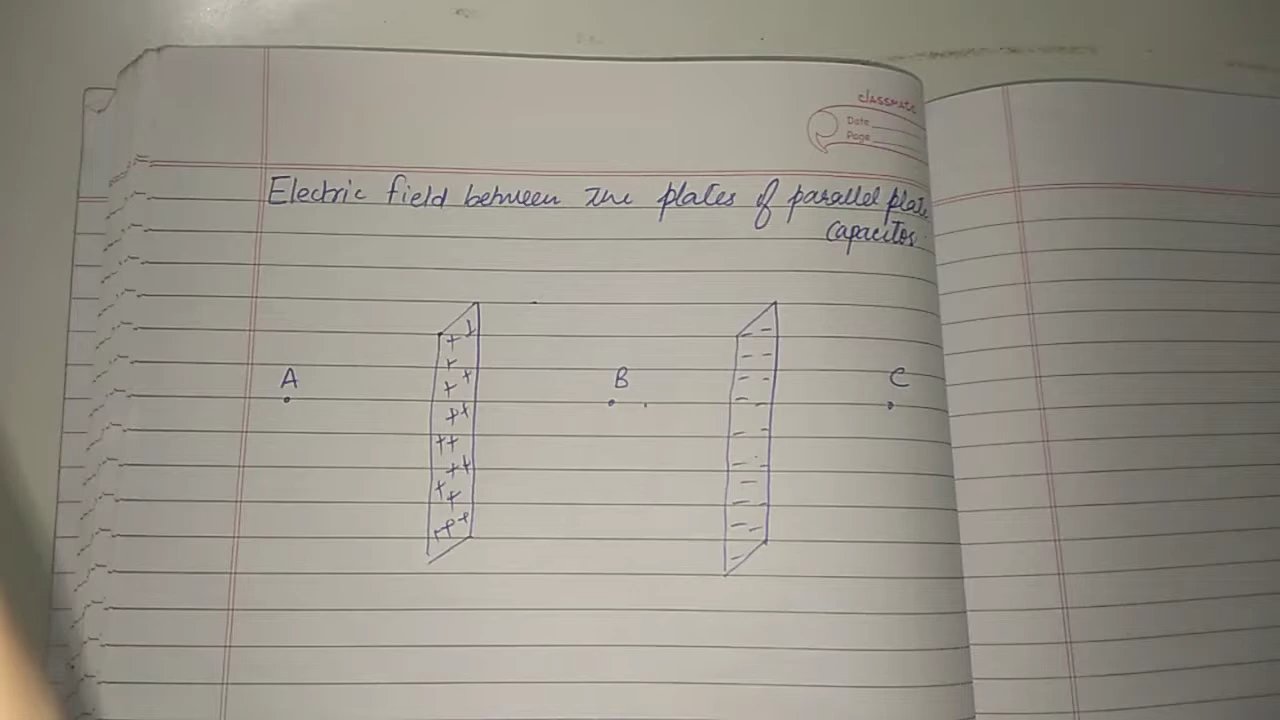 classmate
Date
Page
Electric field between the plates of parallel plate
capacitor.
A
B
C